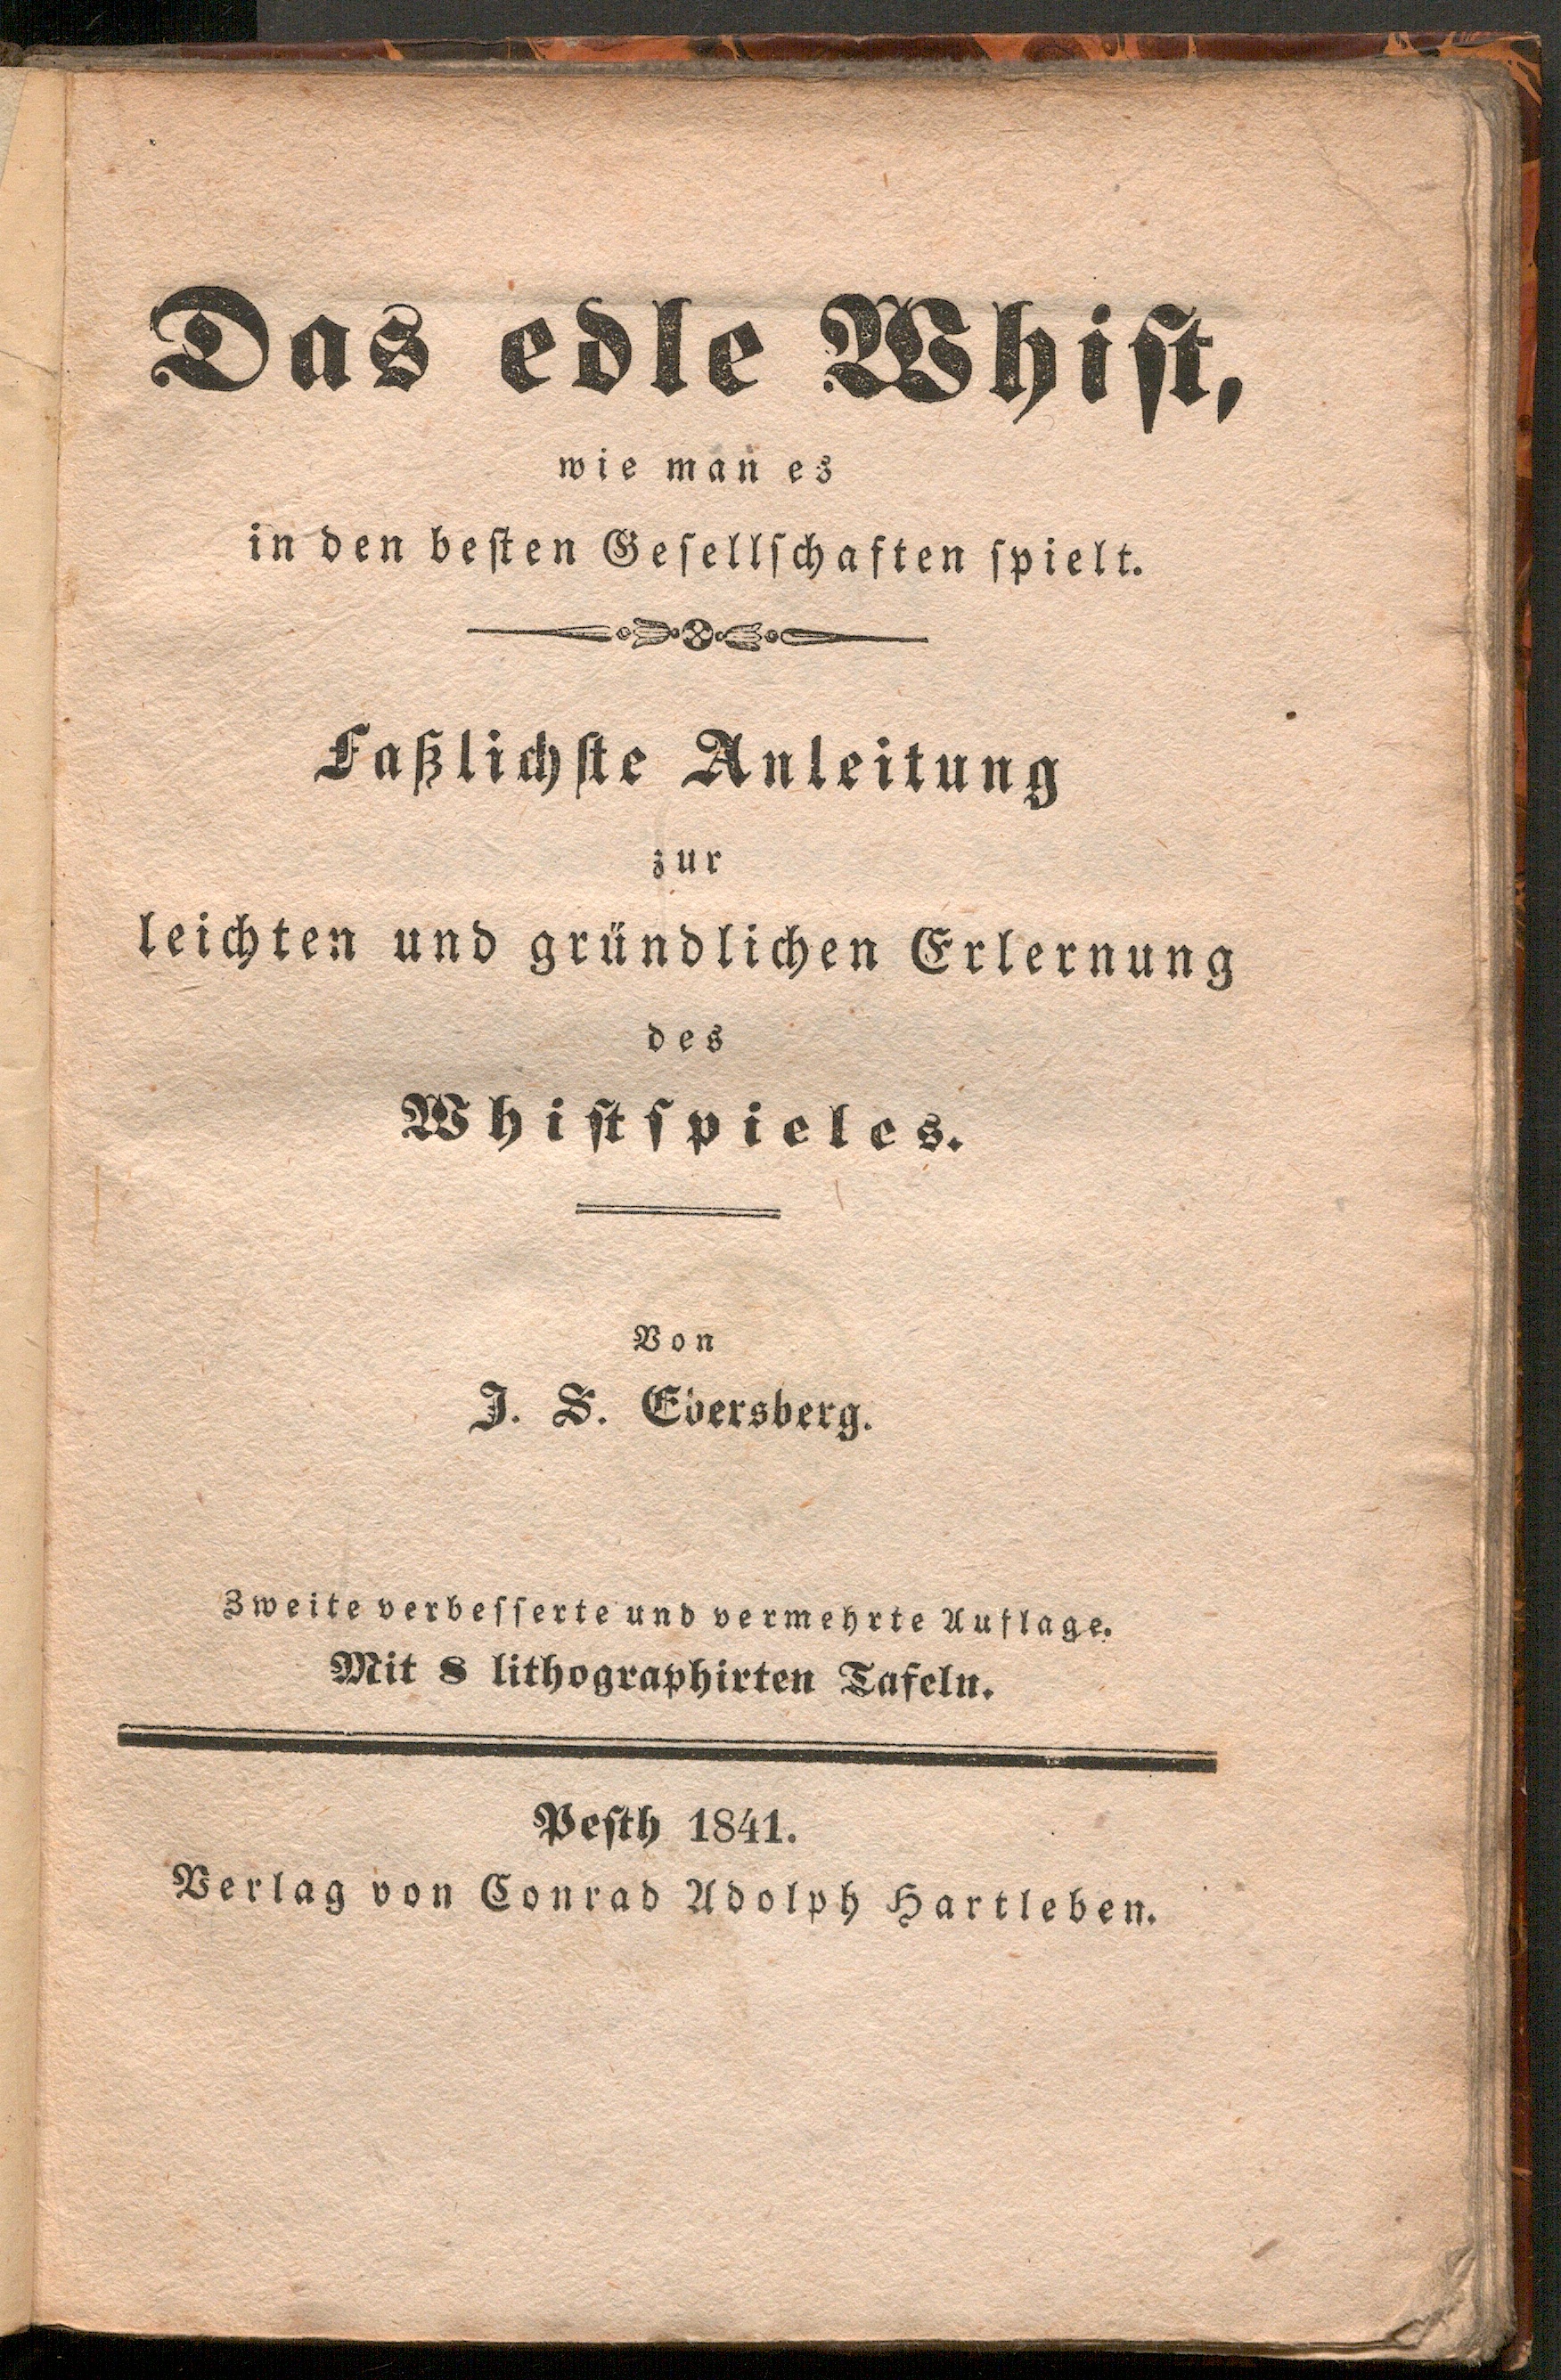 Das edle Whiſt,
wie man es
in den beſten Geſellſchaften ſpielt.
Faßlichſte Anleitung
zur
leichten und gründlichen Erlernung
des
Whiſtſpieles.
Von
J. S. Ebersberg.
Zweite verbeſſerte und vermehrte Auflage.
Mit 8 lithographirten Tafeln.
Peſth 1841.
Verlag von Conrad Adolph Hartleben.